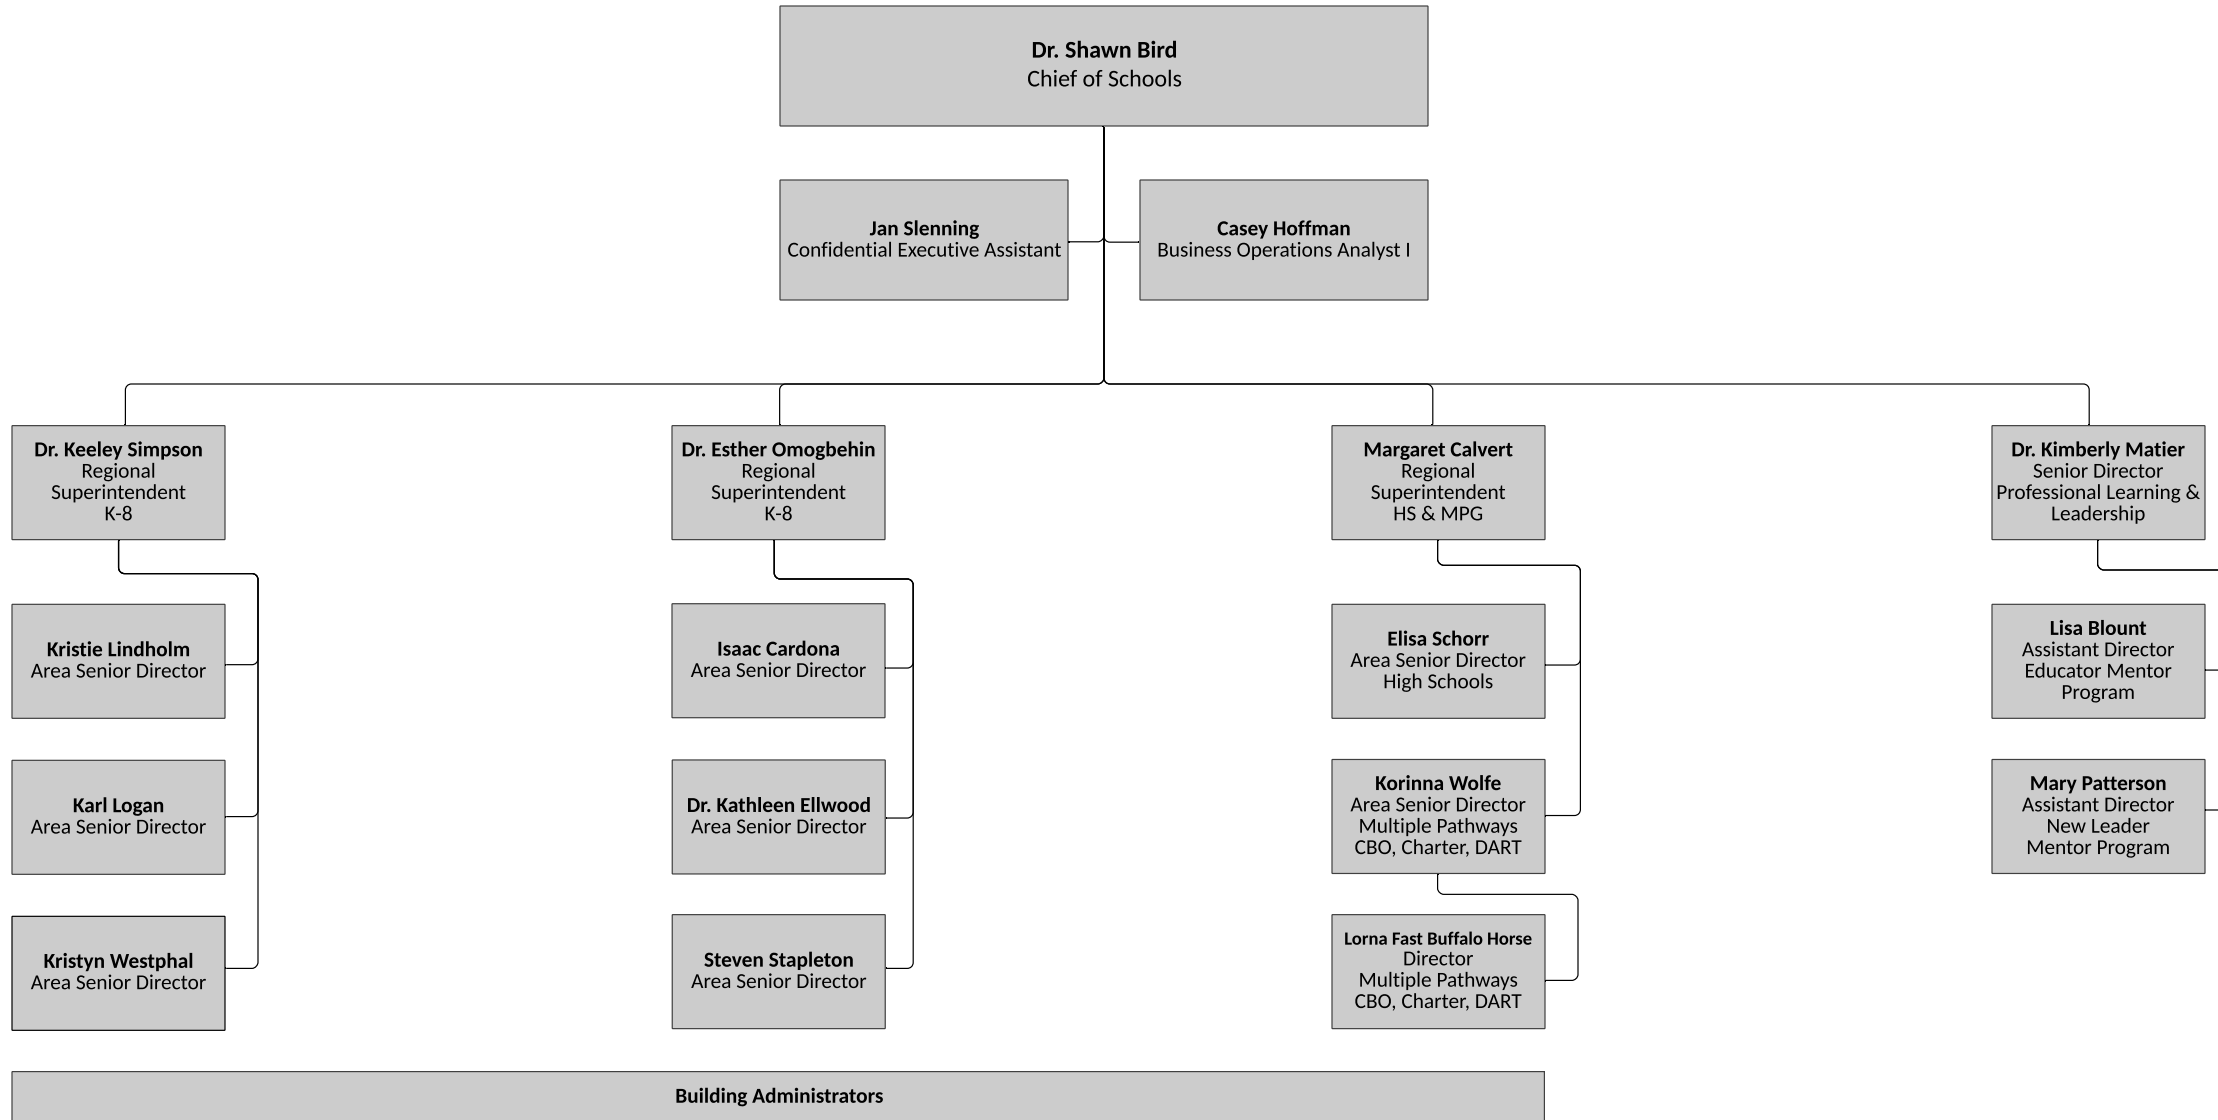 Dr. Shawn Bird
Chief of Schools
Jan Slenning
Confidential Executive Assistant
Casey Hoffman
Business Operations Analyst I
Dr. Keeley Simpson
Regional
Superintendent
K-8
Dr. Esther Omogbehin
Regional
Superintendent
K-8
Margaret Calvert
Regional
Superintendent
HS & MPG
Dr. Kimberly Matier
Senior Director
Professional Learning &
Leadership
Kristie Lindholm
Area Senior Director
Isaac Cardona
Area Senior Director
Elisa Schorr
Area Senior Director
High Schools
Lisa Blount
Assistant Director
Educator Mentor
Program
Karl Logan
Area Senior Director
Dr. Kathleen Ellwood
Area Senior Director
Korinna Wolfe
Area Senior Director
Multiple Pathways
CBO, Charter, DART
Mary Patterson
Assistant Director
New Leader
Mentor Program
Kristyn Westphal
Area Senior Director
Steven Stapleton
Area Senior Director
Lorna Fast Buffalo Horse
Director
Multiple Pathways
CBO, Charter, DART
Building Administrators